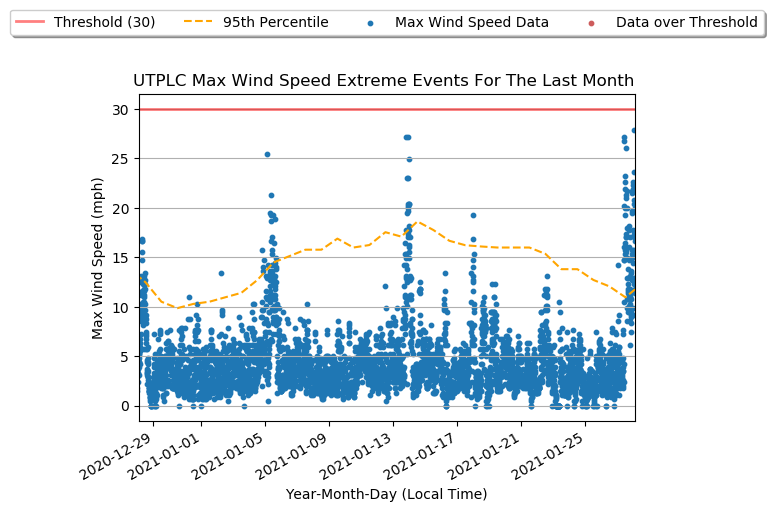 Threshold (30) 95th Percentile Max Wind Speed Data Data over Threshold
UTPLC Max Wind Speed Extreme Events For The Last Month
Max Wind Speed (mph)
30
25
20
15
10
5
0
2020-12-29 2021-01-01 2021-01-05 2021-01-09 2021-01-13 2021-01-17 2021-01-21 2021-01-25
Year-Month-Day (Local Time)